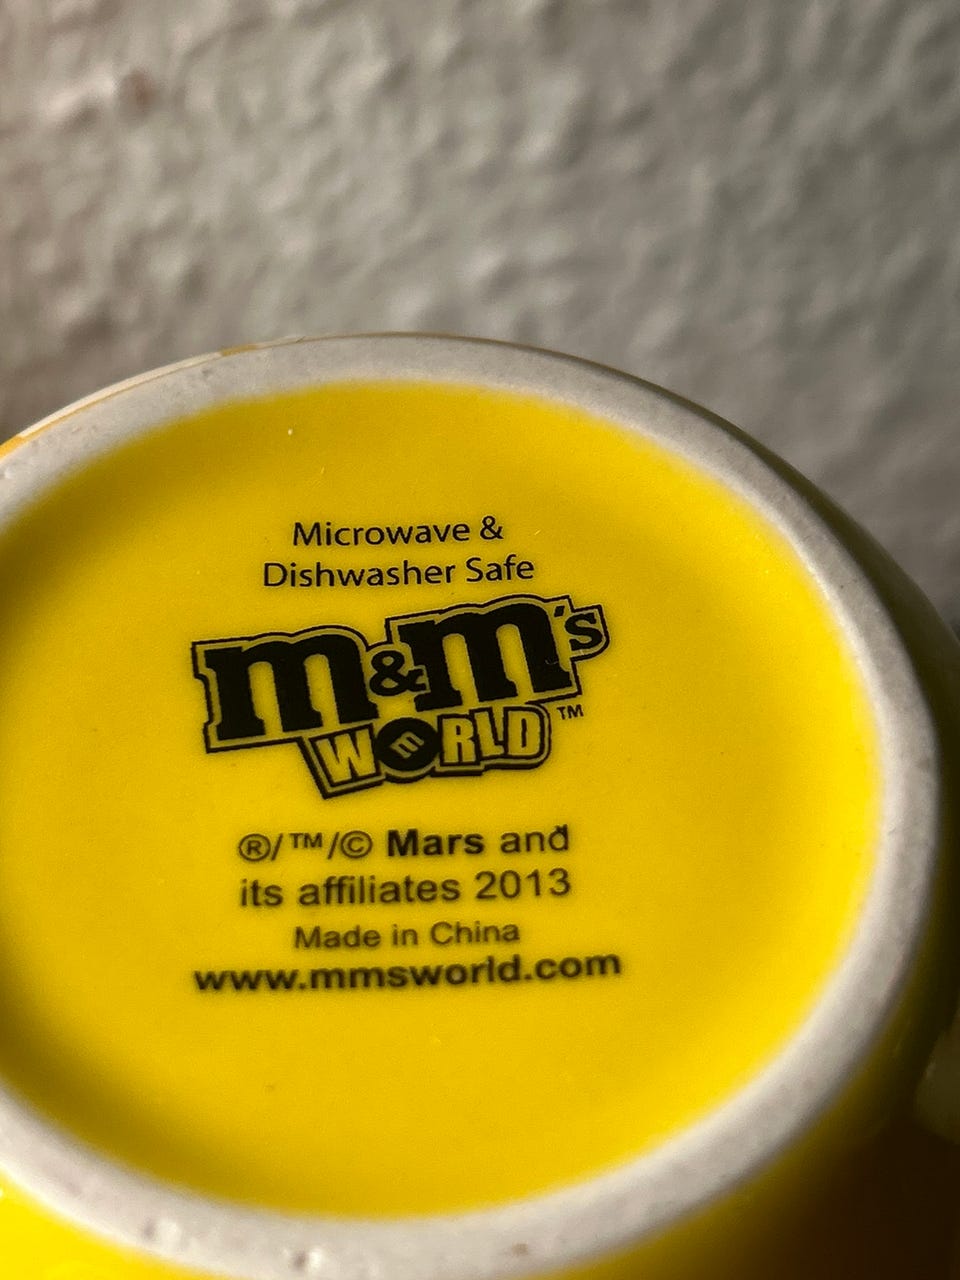 Microwave &
Dishwasher Safe
m&m's
WORLD™
®/™/© Mars and
its affiliates 2013
Made in China
www.mmsworld.com